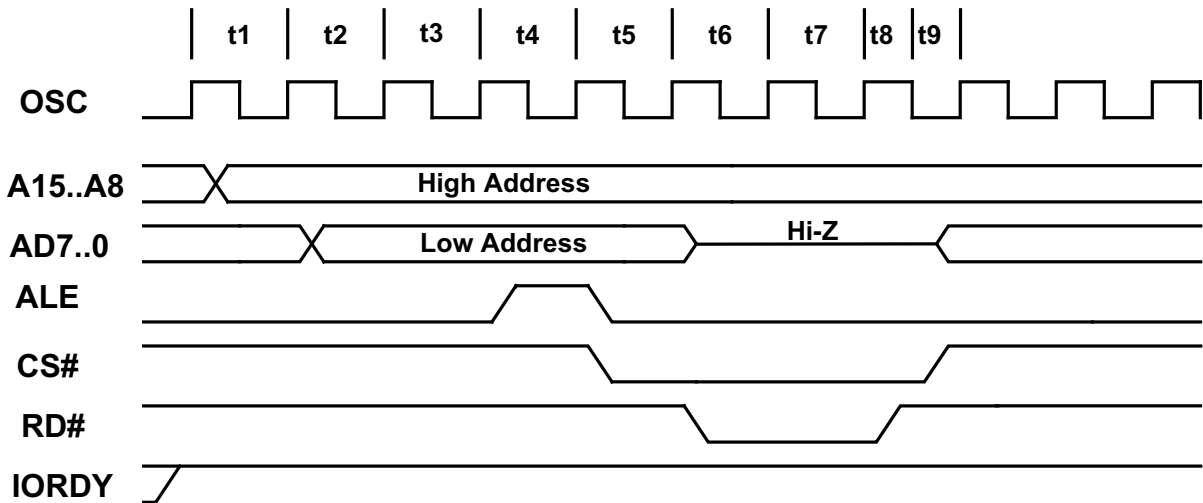 t1 t2 t3 t4 t5 t6 t7 t8 t9
OSC
A15..A8 High Address
AD7..0 Low Address Hi-Z
ALE
CS#
RD#
IORDY